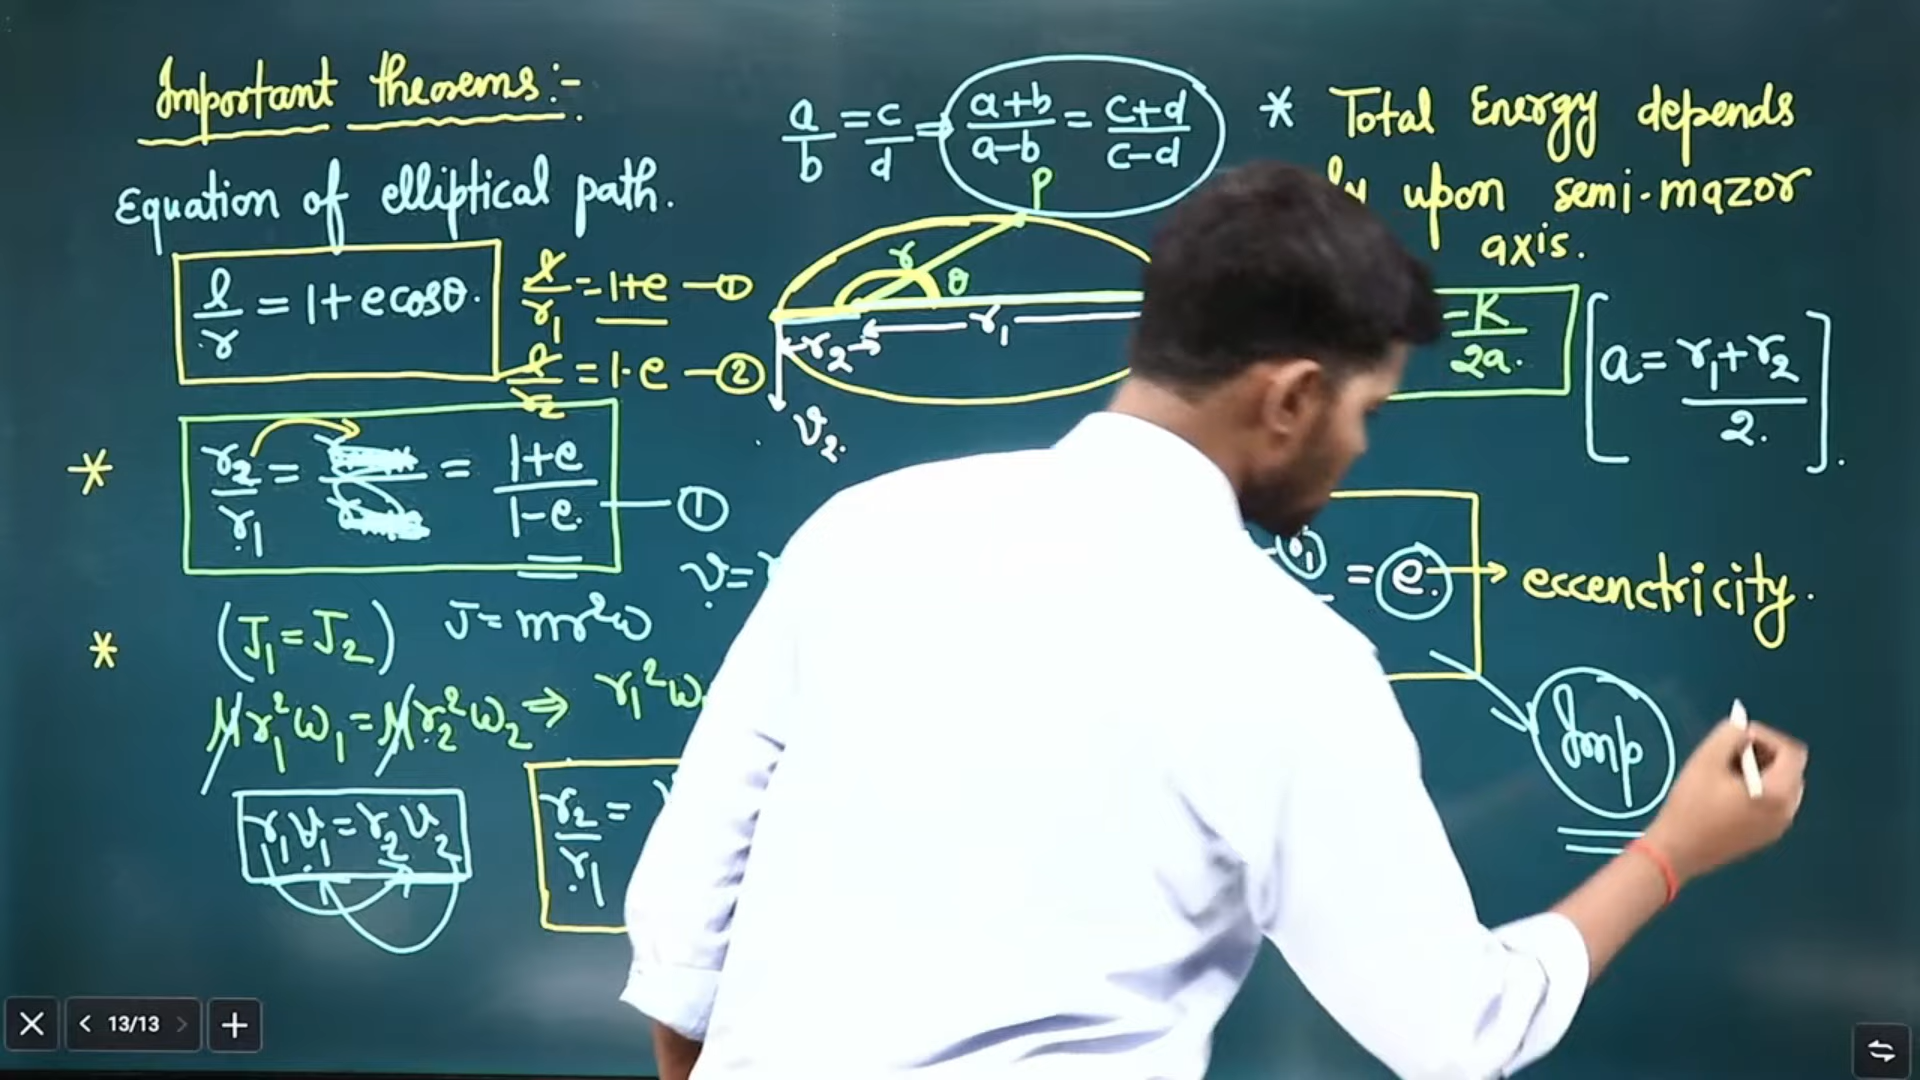 Important theorems:-
Equation of elliptical path.
l/r = 1+ecosθ.
l/r₁ = 1+e —①
l/r₂ = 1-e —②
* r₂/r₁ = = 1+e/1-e. —①
* (J₁=J₂) J=mr²ω
Mr₁²ω₁=Mr₂²ω₂ ⇒ r₁²ω
r₁v₁=r₂v₂
r₂/r₁ =
a/b = c/d ⇒ a+b/a-b = c+d/c-d
P
r θ
r₂ r₁
v₂.
v=
* Total Energy depends
upon semi-mazor
axis.
-K/2a.
[a= r₁+r₂/2.].
= e. → eccenctricity.
Imp
13/13